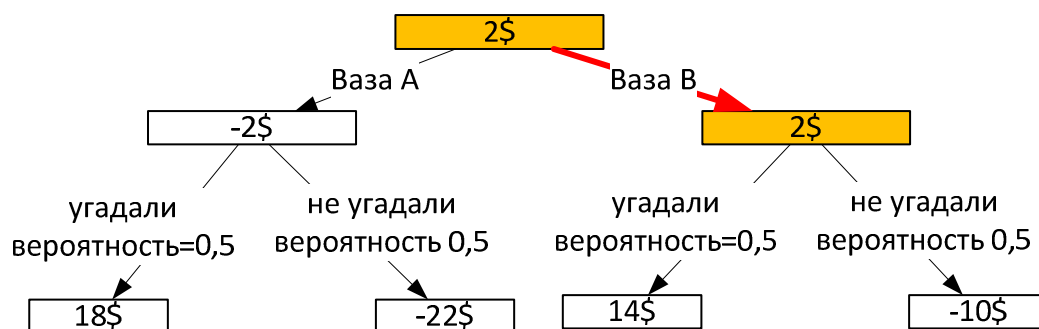 2$
Ваза А
Ваза В
-2$
2$
угадали
вероятность=0,5
не угадали
вероятность 0,5
угадали
вероятность=0,5
не угадали
вероятность 0,5
18$
-22$
14$
-10$